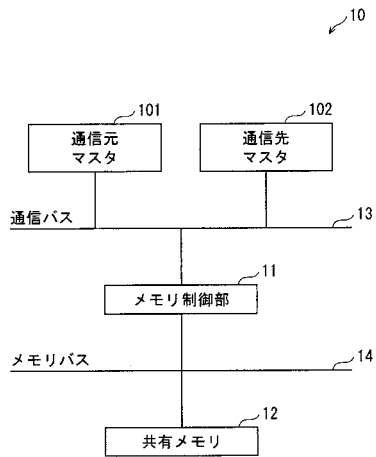 10
101
102
通信元
マスタ
通信先
マスタ
通信バス
13
11
メモリ制御部
メモリバス
14
12
共有メモリ